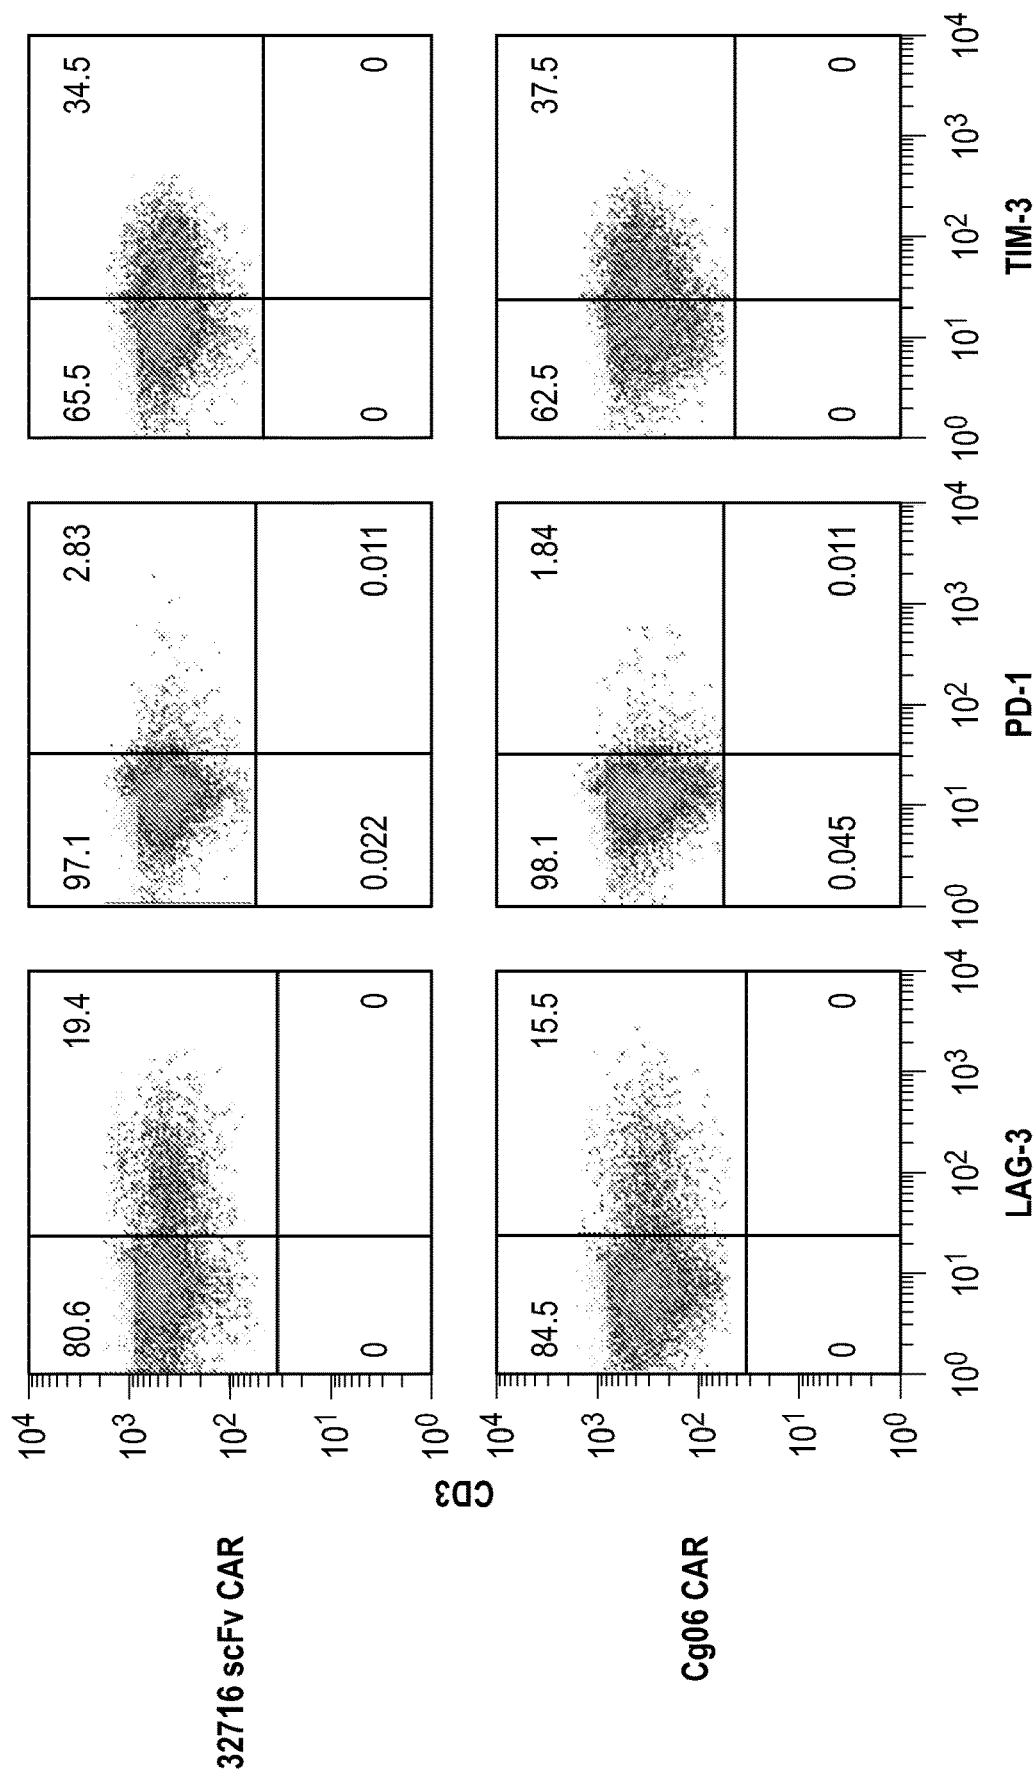 32716 scFv CAR
80.6 19.4
0 0
97.1 2.83
0.022 0.011
65.5 34.5
0 0
10⁴
10³
10²
10¹
10⁰
CD3
Cg06 CAR
84.5 15.5
0 0
98.1 1.84
0.045 0.011
62.5 37.5
0 0
10⁴
10³
10²
10¹
10⁰
10⁰ 10¹ 10² 10³ 10⁴
LAG-3
10⁰ 10¹ 10² 10³ 10⁴
PD-1
10⁰ 10¹ 10² 10³ 10⁴
TIM-3